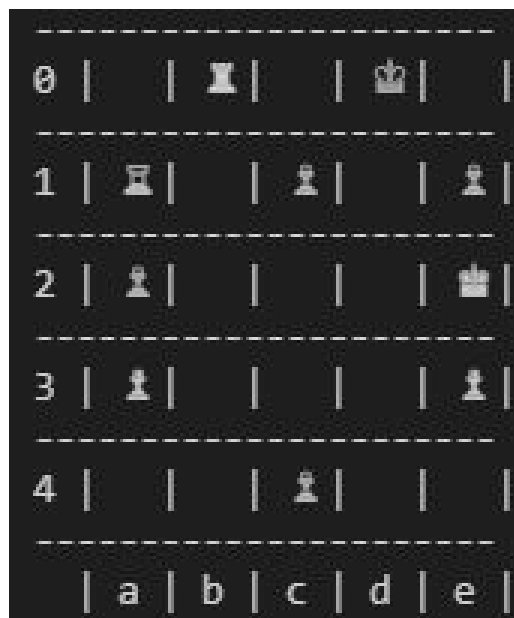 ---------------------------
0 |   | ♜ |   | ♔ |   |
---------------------------
1 | ♖ |   | ♙ |   | ♙ |
---------------------------
2 | ♙ |   |   |   | ♚ |
---------------------------
3 | ♟ |   |   |   | ♟ |
---------------------------
4 |   |   | ♟ |   |   |
---------------------------
  | a | b | c | d | e |